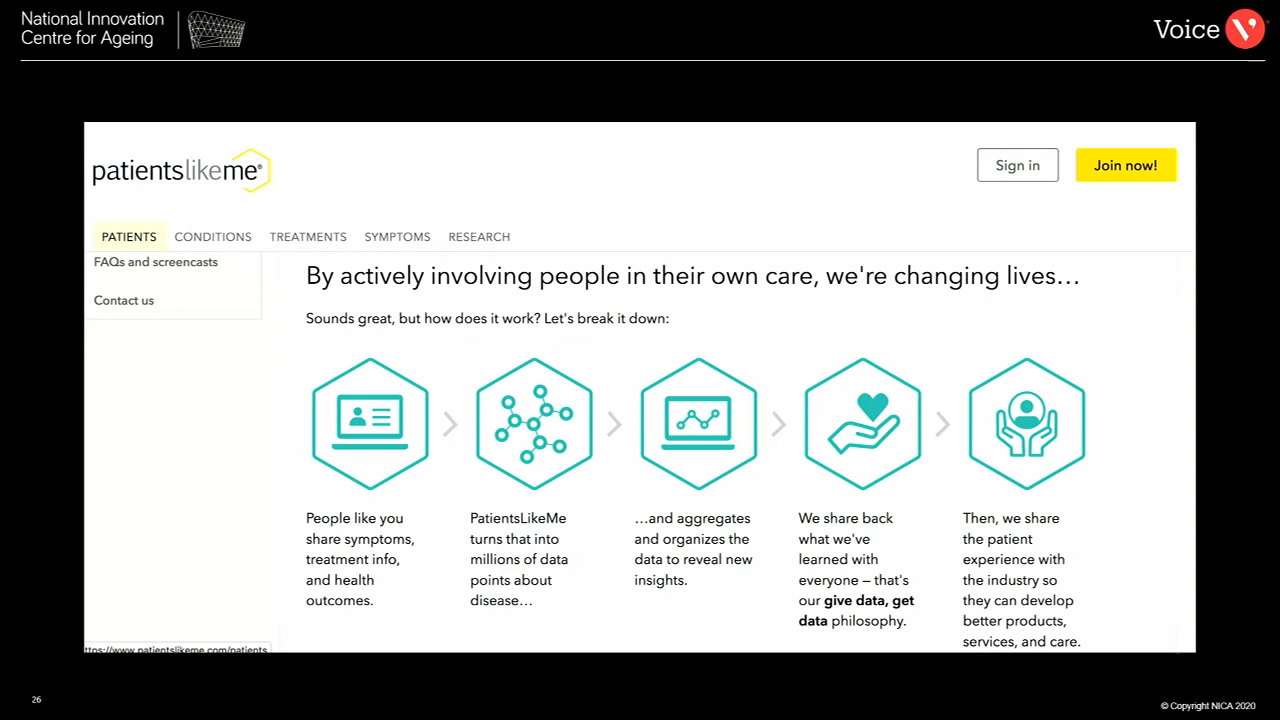 National Innovation
Centre for Ageing
Voice V
patientslikeme®
Sign in
Join now!
PATIENTS CONDITIONS TREATMENTS SYMPTOMS RESEARCH
FAQs and screencasts
Contact us
By actively involving people in their own care, we're changing lives…
Sounds great, but how does it work? Let's break it down:
People like you
share symptoms,
treatment info,
and health
outcomes.
PatientsLikeMe
turns that into
millions of data
points about
disease…
…and aggregates
and organizes the
data to reveal new
insights.
We share back
what we've
learned with
everyone – that's
our give data, get
data philosophy.
Then, we share
the patient
experience with
the industry so
they can develop
better products,
services, and care.
ttps://www.patientslikeme.com/patients
26
© Copyright NICA 2020